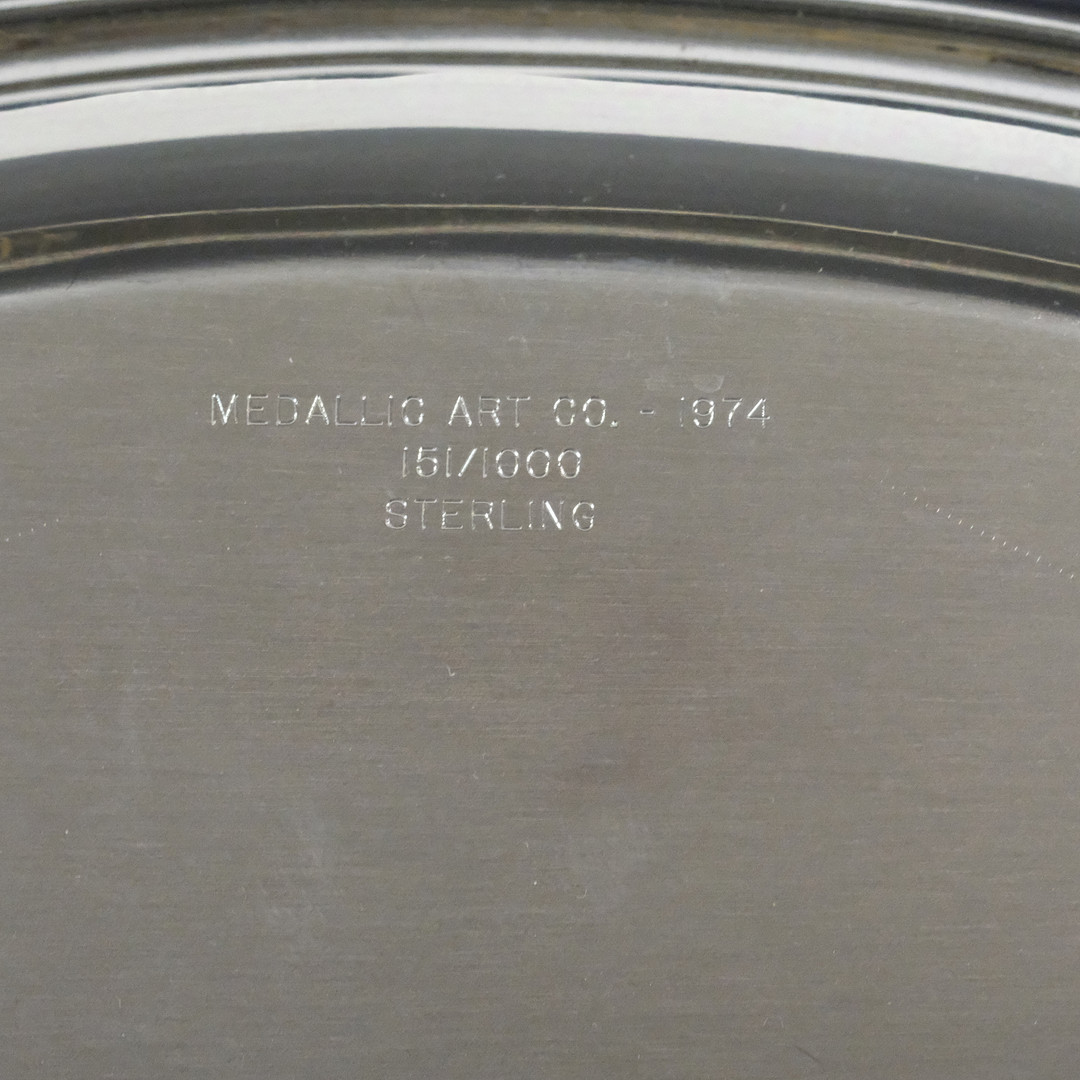 MEDALLIC ART CO. - 1974
151/1000
STERLING